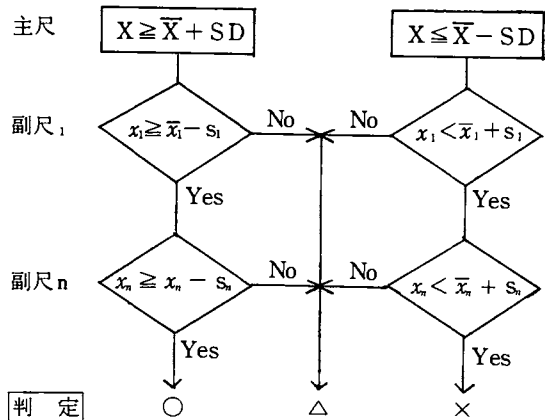 主尺 X≧X̅+SD X≦X̅−SD
副尺₁ x₁≧x̅₁−s₁ No No x₁<x̅₁+s₁
Yes Yes
副尺n xₙ≧xₙ−sₙ No No xₙ<x̅ₙ+sₙ
Yes Yes
判定 ○ △ ×